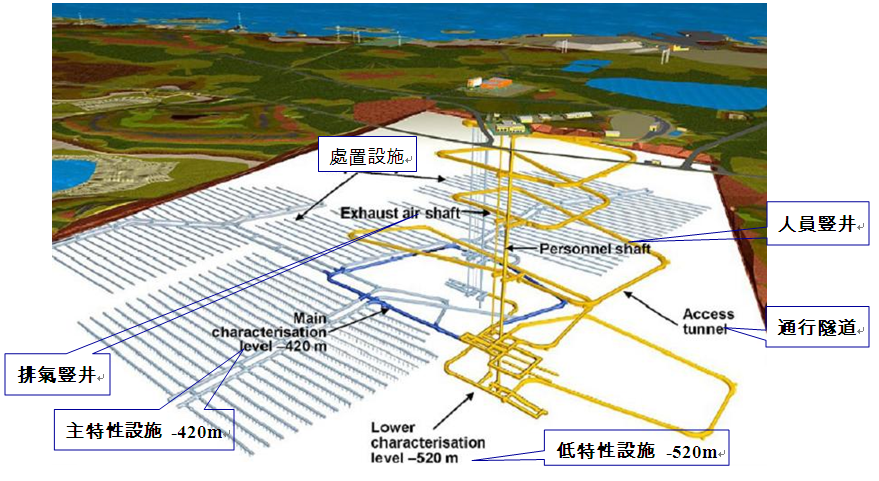 處置設施
Exhaust air shaft
人員豎井
Personnel shaft
Main
characterisation
level –420 m
Access
tunnel
通行隧道
排氣豎井
主特性設施 -420m
Lower
characterisation
level –520 m
低特性設施 -520m